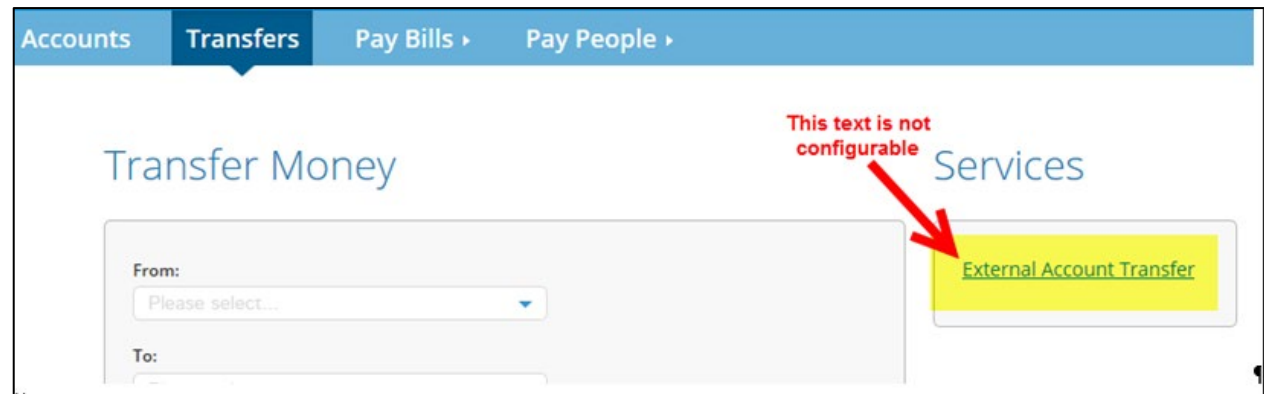 Accounts Transfers Pay Bills ▸ Pay People ▸
This text is not
configurable
Transfer Money
Services
From:
Please select...
External Account Transfer
To:
¶